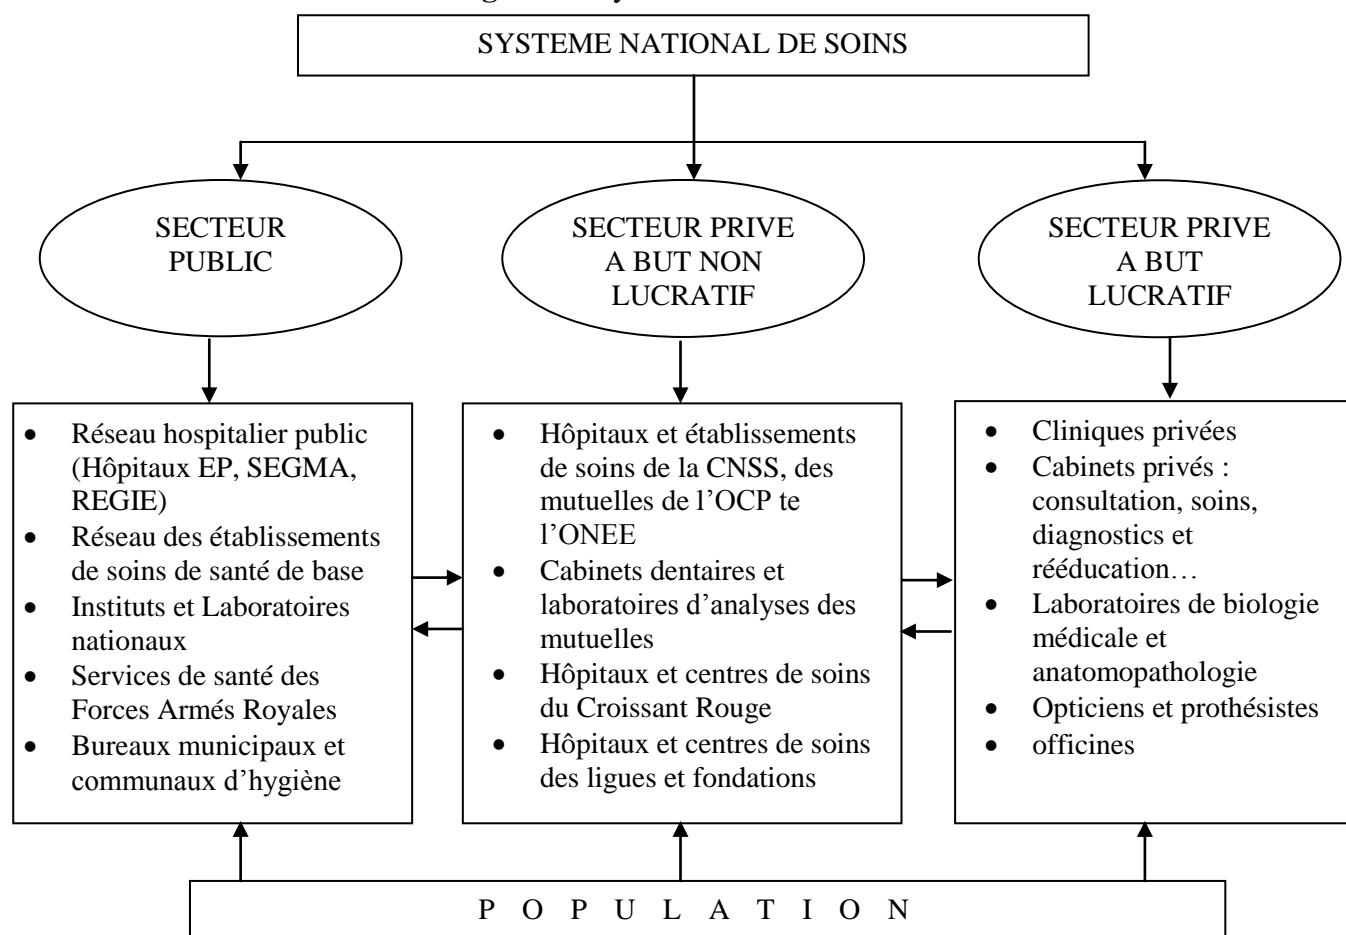 SYSTEME NATIONAL DE SOINS
SECTEUR
PUBLIC
SECTEUR PRIVE
A BUT NON
LUCRATIF
SECTEUR PRIVE
A BUT
LUCRATIF
• Réseau hospitalier public
(Hôpitaux EP, SEGMA,
REGIE)
• Réseau des établissements
de soins de santé de base
• Instituts et Laboratoires
nationaux
• Services de santé des
Forces Armés Royales
• Bureaux municipaux et
communaux d’hygiène
• Hôpitaux et établissements
de soins de la CNSS, des
mutuelles de l’OCP te
l’ONEE
• Cabinets dentaires et
laboratoires d’analyses des
mutuelles
• Hôpitaux et centres de soins
du Croissant Rouge
• Hôpitaux et centres de soins
des ligues et fondations
• Cliniques privées
• Cabinets privés :
consultation, soins,
diagnostics et
rééducation…
• Laboratoires de biologie
médicale et
anatomopathologie
• Opticiens et prothésistes
• officines
P O P U L A T I O N